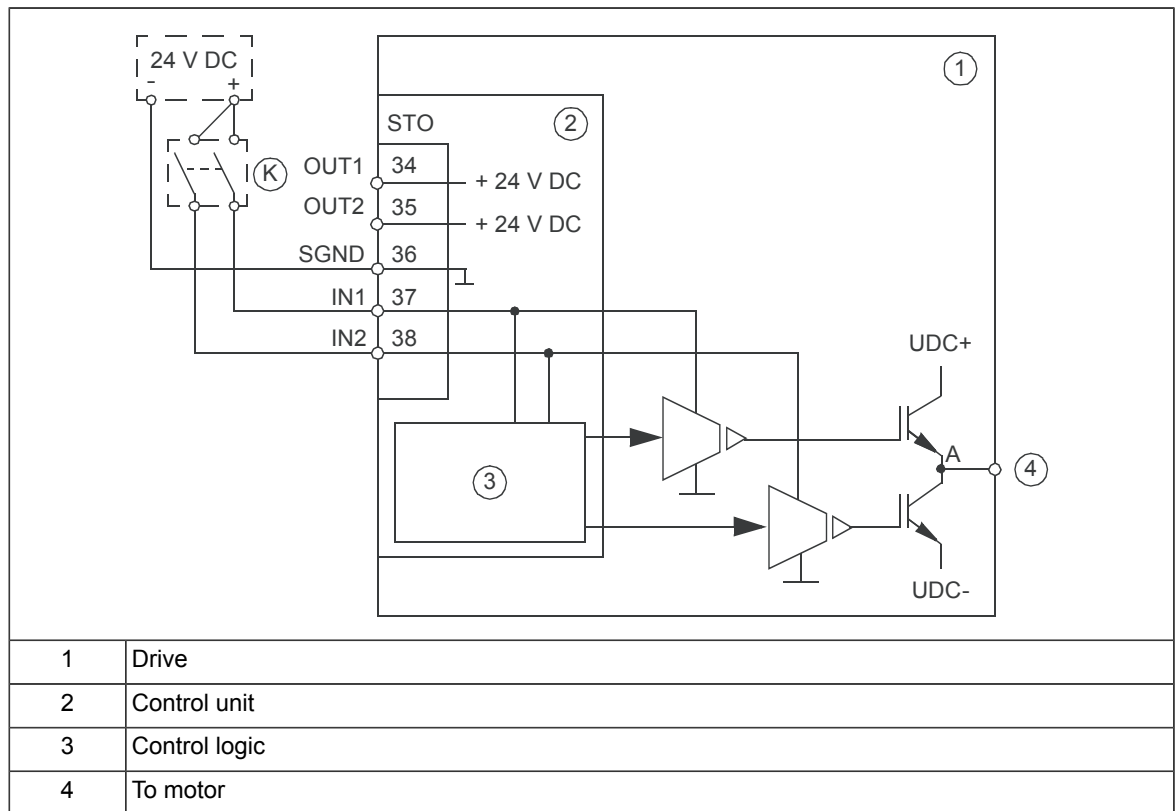 24 V DC
- +
1
STO
2
K
OUT1 34 + 24 V DC
OUT2 35 + 24 V DC
SGND 36
IN1 37
IN2 38
UDC+
A
3
4
UDC-
1 Drive
2 Control unit
3 Control logic
4 To motor